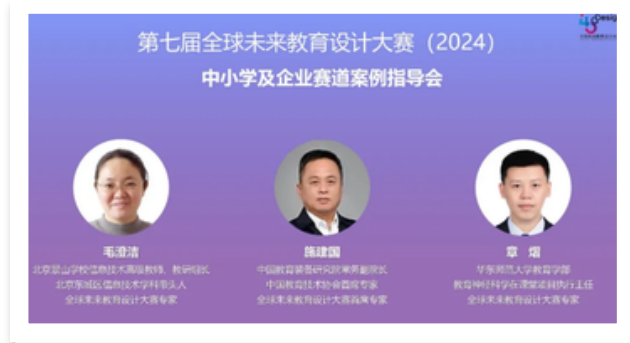 Design
第七届全球未来教育设计大赛（2024）
中小学及企业赛道案例指导会
毛澄洁
施建国
章 熠
北京景山学校信息技术高级教师、教研组长
中国教育装备研究院常务副院长
华东师范大学教育学部
北京东城区信息技术学科带头人
中国教育技术协会首席专家
教育神经科学在课堂项目执行主任
全球未来教育设计大赛专家
全球未来教育设计大赛首席专家
全球未来教育设计大赛专家